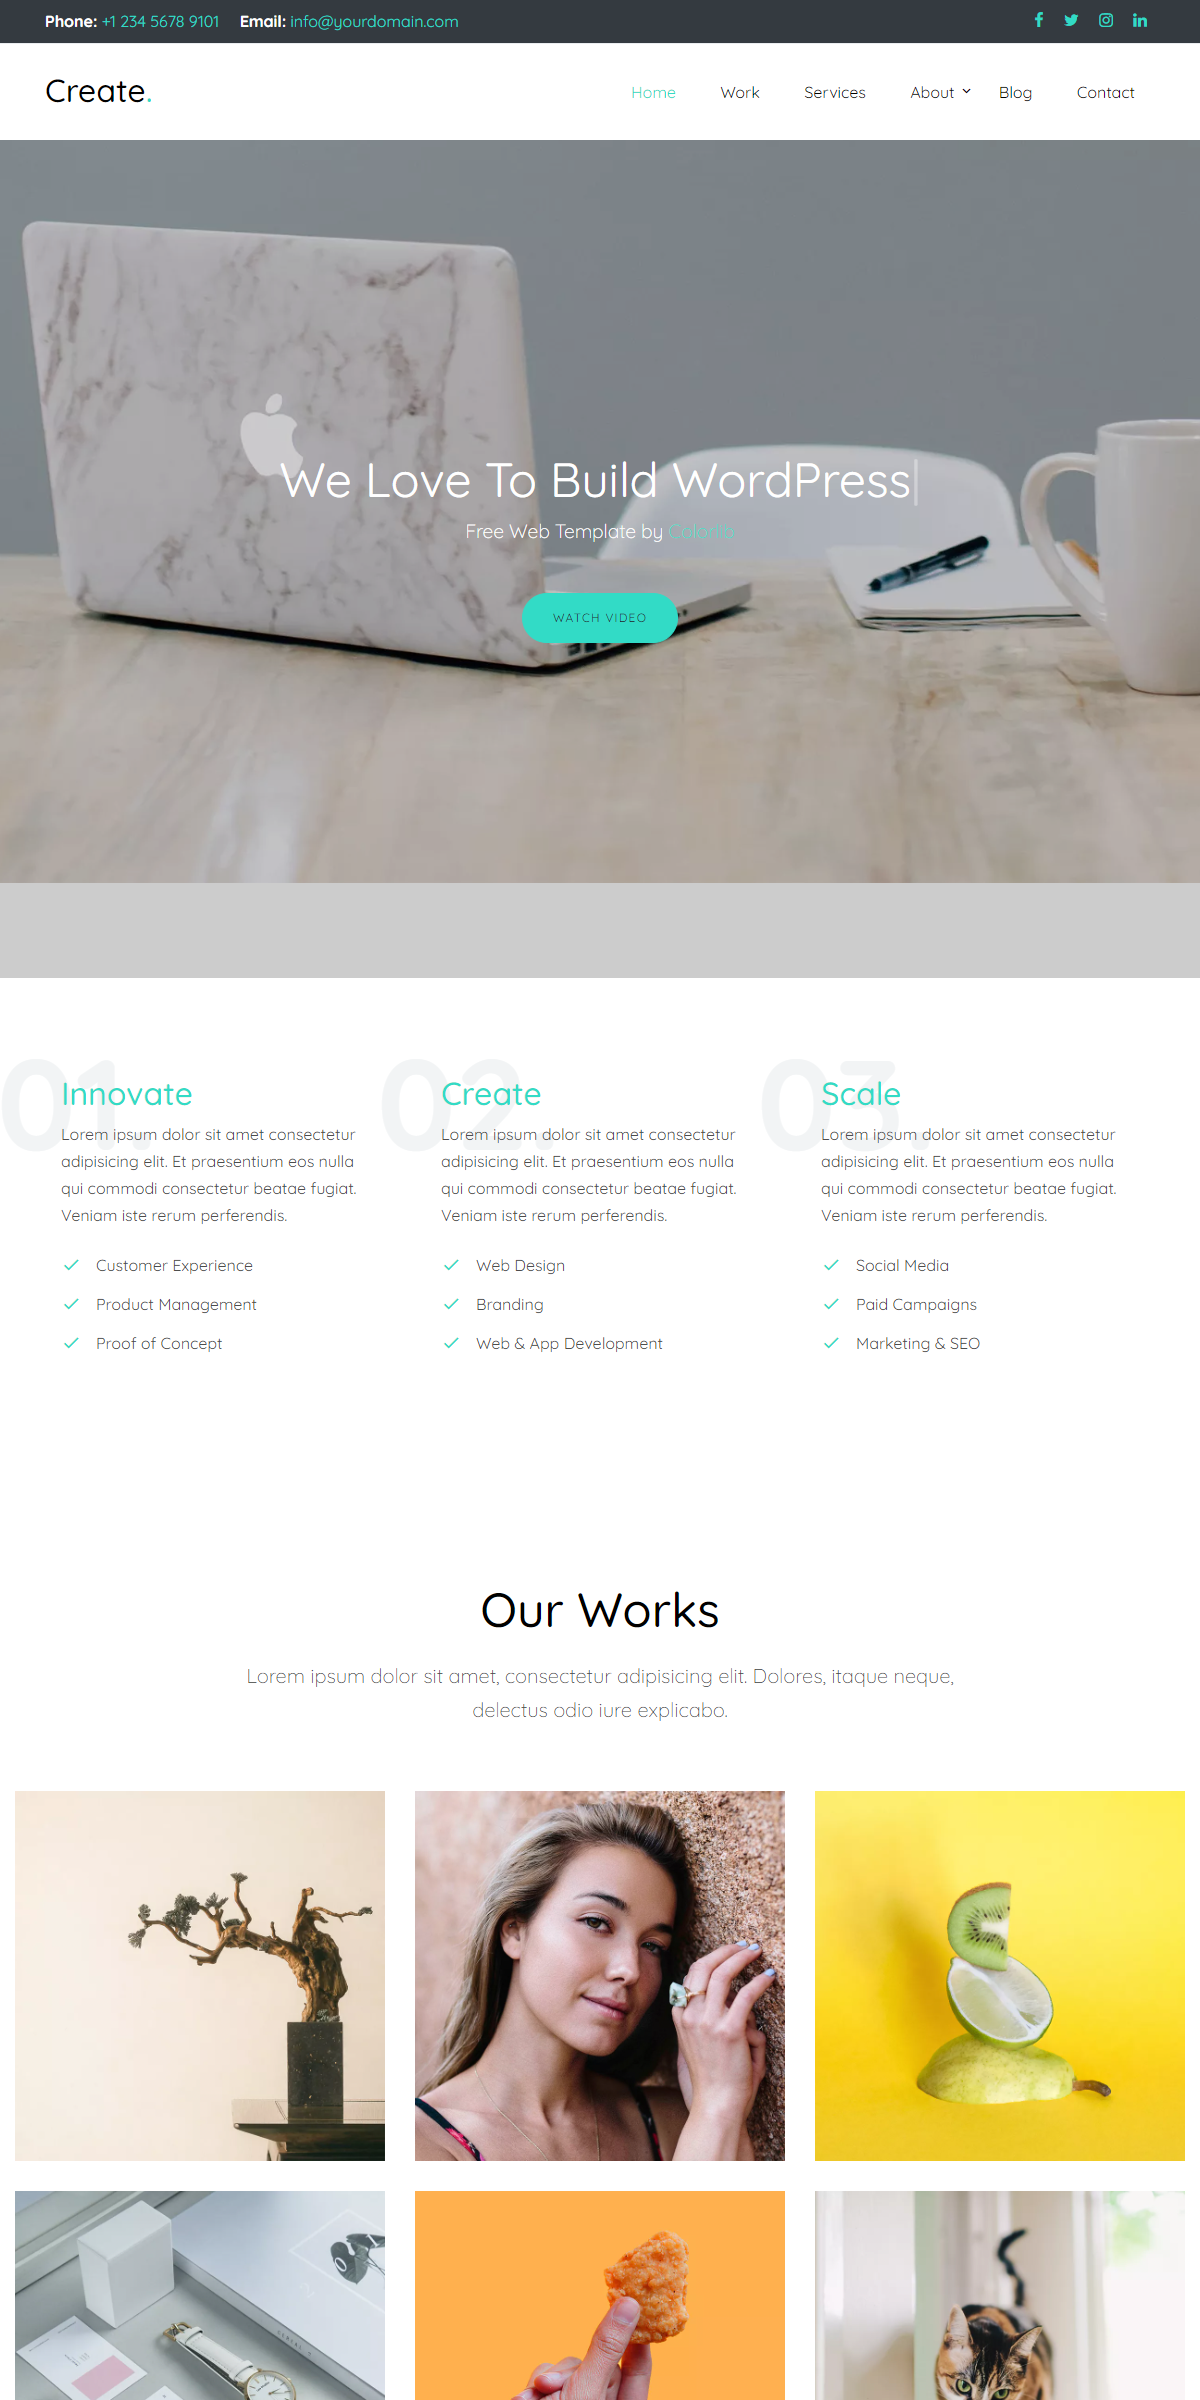 Phone: +1 234 5678 9101 Email: info@yourdomain.com
Create.
Home Work Services About Blog Contact
We Love To Build WordPress
Free Web Template by Colorlib
WATCH VIDEO
01.
Innovate
Lorem ipsum dolor sit amet consectetur
adipisicing elit. Et praesentium eos nulla
qui commodi consectetur beatae fugiat.
Veniam iste rerum perferendis.
Customer Experience
Product Management
Proof of Concept
02.
Create
Lorem ipsum dolor sit amet consectetur
adipisicing elit. Et praesentium eos nulla
qui commodi consectetur beatae fugiat.
Veniam iste rerum perferendis.
Web Design
Branding
Web & App Development
03.
Scale
Lorem ipsum dolor sit amet consectetur
adipisicing elit. Et praesentium eos nulla
qui commodi consectetur beatae fugiat.
Veniam iste rerum perferendis.
Social Media
Paid Campaigns
Marketing & SEO
Our Works
Lorem ipsum dolor sit amet, consectetur adipisicing elit. Dolores, itaque neque,
delectus odio iure explicabo.